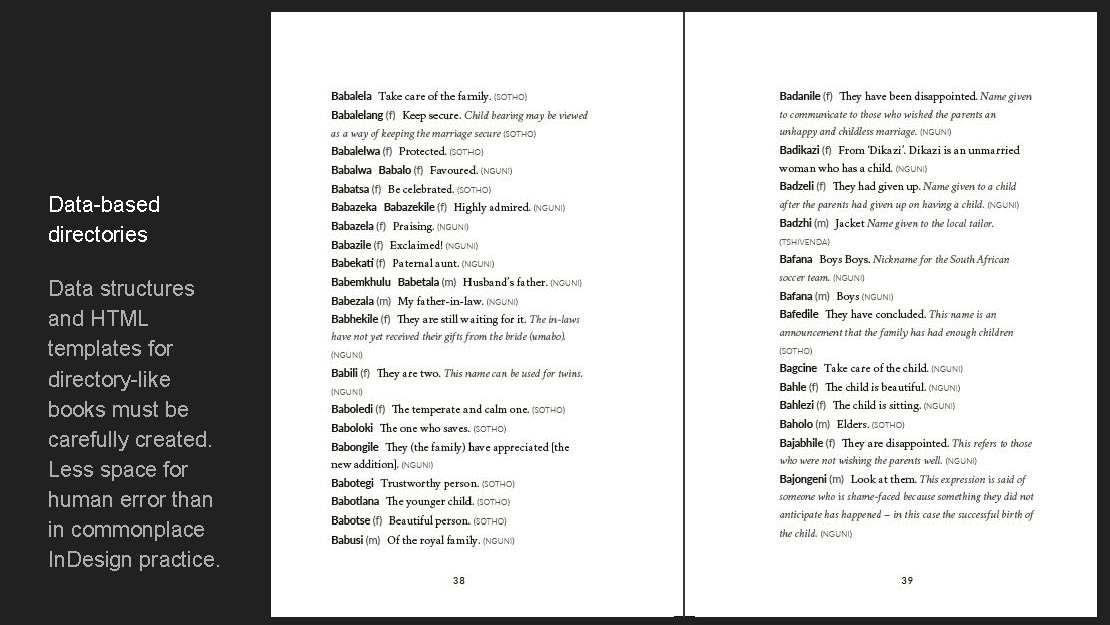 Data-based
directories
Data structures
and HTML
templates for
directory-like
books must be
carefully created.
Less space for
human error than
in commonplace
InDesign practice.
Babalela Take care of the family. (SOTHO)
Babalelang (f) Keep secure. Child bearing may be viewed
as a way of keeping the marriage secure (SOTHO)
Babalelwa (f) Protected. (SOTHO)
Babalwa Babalo (f) Favoured. (NGUNI)
Babatsa (f) Be celebrated. (SOTHO)
Babazeka Babazekile (f) Highly admired. (NGUNI)
Babazela (f) Praising. (NGUNI)
Babazile (f) Exclaimed! (NGUNI)
Babekati (f) Paternal aunt. (NGUNI)
Babemkhulu Babetala (m) Husband's father. (NGUNI)
Babezala (m) My father-in-law. (NGUNI)
Babhekile (f) They are still waiting for it. The in-laws
have not yet received their gifts from the bride (umabo).
(NGUNI)
Babili (f) They are two. This name can be used for twins.
(NGUNI)
Baboledi (f) The temperate and calm one. (SOTHO)
Baboloki The one who saves. (SOTHO)
Babongile They (the family) have appreciated [the
new addition]. (NGUNI)
Babotegi Trustworthy person. (SOTHO)
Babotlana The younger child. (SOTHO)
Babotse (f) Beautiful person. (SOTHO)
Babusi (m) Of the royal family. (NGUNI)
38
Badanile (f) They have been disappointed. Name given
to communicate to those who wished the parents an
unhappy and childless marriage. (NGUNI)
Badikazi (f) From 'Dikazi'. Dikazi is an unmarried
woman who has a child. (NGUNI)
Badzeli (f) They had given up. Name given to a child
after the parents had given up on having a child. (NGUNI)
Badzhi (m) Jacket Name given to the local tailor.
(TSHIVENDA)
Bafana Boys Boys. Nickname for the South African
soccer team. (NGUNI)
Bafana (m) Boys (NGUNI)
Bafedile They have concluded. This name is an
announcement that the family has had enough children
(SOTHO)
Bagcine Take care of the child. (NGUNI)
Bahle (f) The child is beautiful. (NGUNI)
Bahlezi (f) The child is sitting. (NGUNI)
Baholo (m) Elders. (SOTHO)
Bajabhile (f) They are disappointed. This refers to those
who were not wishing the parents well. (NGUNI)
Bajongeni (m) Look at them. This expression is said of
someone who is shame-faced because something they did not
anticipate has happened – in this case the successful birth of
the child. (NGUNI)
39